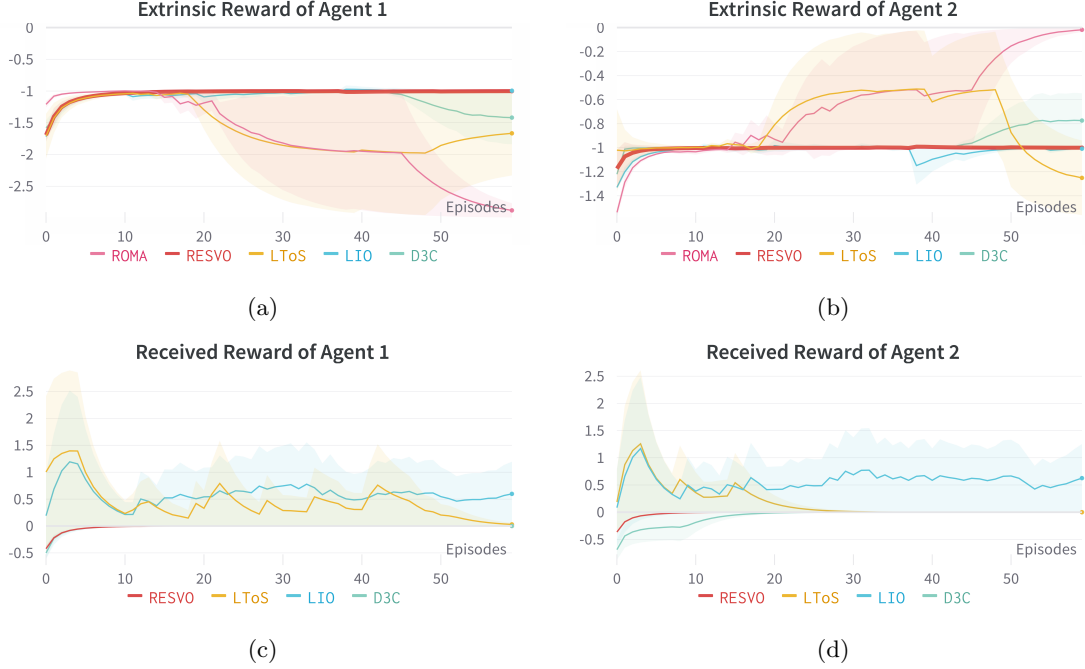 Extrinsic Reward of Agent 1
0
-0.5
-1
-1.5
-2
-2.5
Episodes
0 10 20 30 40 50
ROMA RESVO LToS LIO D3C
(a)
Extrinsic Reward of Agent 2
0
-0.2
-0.4
-0.6
-0.8
-1
-1.2
-1.4
Episodes
0 10 20 30 40 50
ROMA RESVO LToS LIO D3C
(b)
Received Reward of Agent 1
2.5
2
1.5
1
0.5
0
-0.5
Episodes
0 10 20 30 40 50
RESVO LToS LIO D3C
(c)
Received Reward of Agent 2
2.5
2
1.5
1
0.5
0
-0.5
Episodes
0 10 20 30 40 50
RESVO LToS LIO D3C
(d)